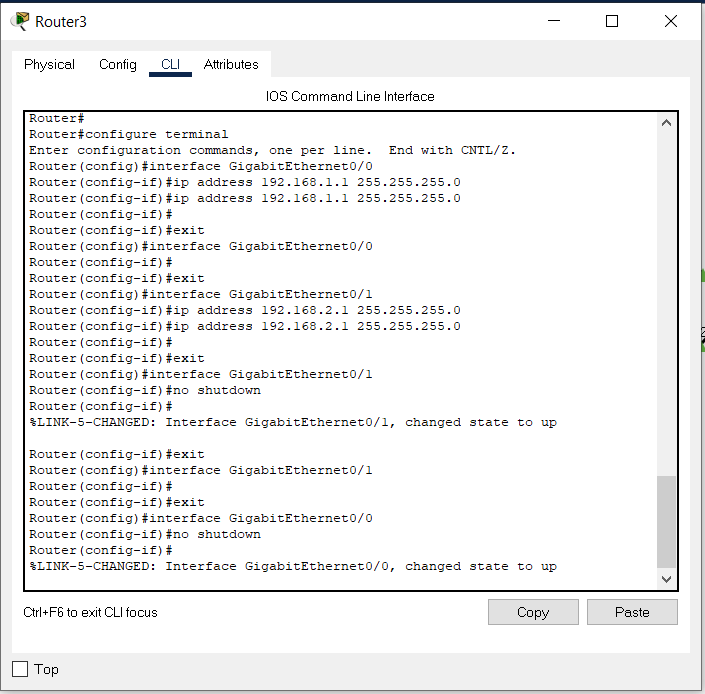 Router3
Physical Config CLI Attributes
IOS Command Line Interface
Router#
Router#configure terminal
Enter configuration commands, one per line.  End with CNTL/Z.
Router(config)#interface GigabitEthernet0/0
Router(config-if)#ip address 192.168.1.1 255.255.255.0
Router(config-if)#ip address 192.168.1.1 255.255.255.0
Router(config-if)#
Router(config-if)#exit
Router(config)#interface GigabitEthernet0/0
Router(config-if)#
Router(config-if)#exit
Router(config)#interface GigabitEthernet0/1
Router(config-if)#ip address 192.168.2.1 255.255.255.0
Router(config-if)#ip address 192.168.2.1 255.255.255.0
Router(config-if)#
Router(config-if)#exit
Router(config)#interface GigabitEthernet0/1
Router(config-if)#no shutdown
Router(config-if)#
%LINK-5-CHANGED: Interface GigabitEthernet0/1, changed state to up
Router(config-if)#exit
Router(config)#interface GigabitEthernet0/1
Router(config-if)#
Router(config-if)#exit
Router(config)#interface GigabitEthernet0/0
Router(config-if)#no shutdown
Router(config-if)#
%LINK-5-CHANGED: Interface GigabitEthernet0/0, changed state to up
Ctrl+F6 to exit CLI focus
Copy Paste
Top